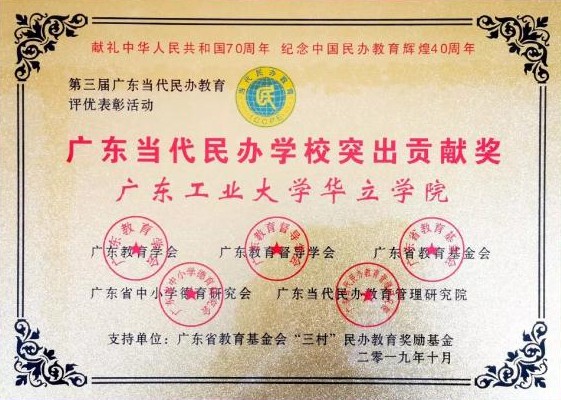 献礼中华人民共和国70周年 纪念中国民办教育辉煌40周年
第三届广东当代民办教育
评优表彰活动
当代民办教育
广东当代民办学校突出贡献奖
广东工业大学华立学院
广东教育学会 广东教育督导学会 广东省教育基金会
广东省中小学德育研究会 广东当代民办教育管理研究院
支持单位:广东省教育基金会“三村”民办教育奖励基金
二零一九年十月